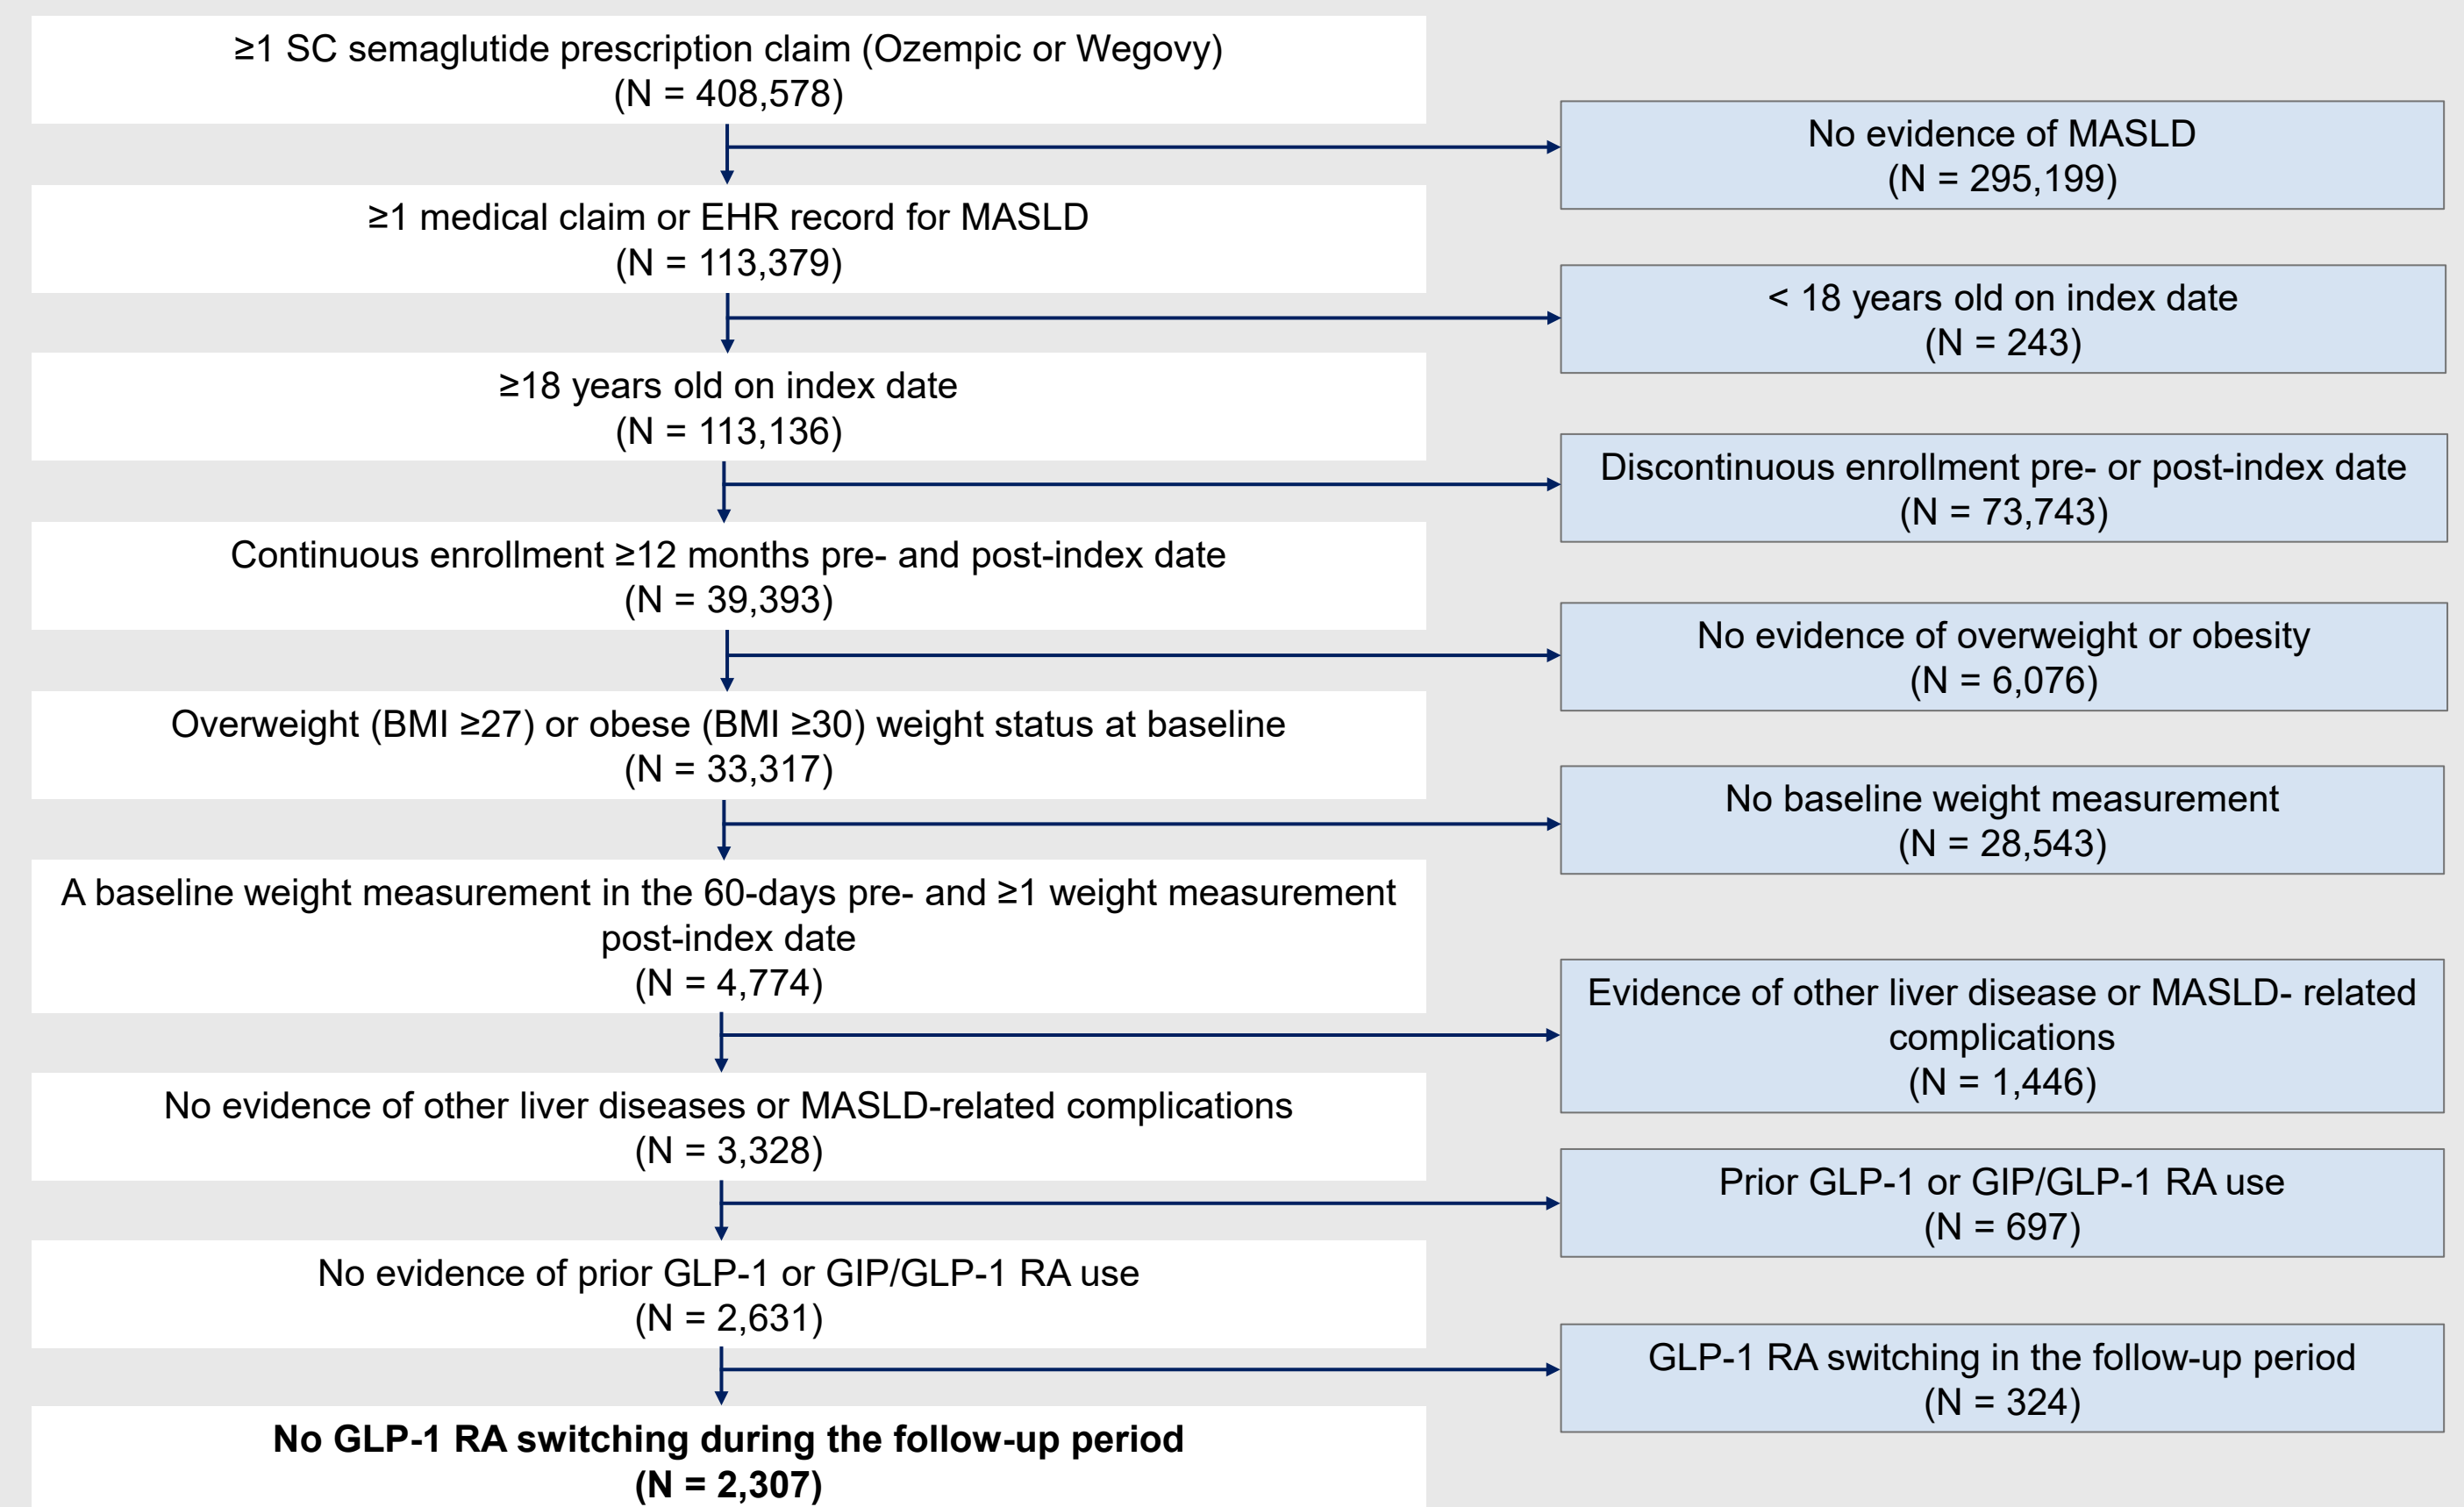 ≥1 SC semaglutide prescription claim (Ozempic or Wegovy)
(N = 408,578)
No evidence of MASLD
(N = 295,199)
≥1 medical claim or EHR record for MASLD
(N = 113,379)
< 18 years old on index date
(N = 243)
≥18 years old on index date
(N = 113,136)
Discontinuous enrollment pre- or post-index date
(N = 73,743)
Continuous enrollment ≥12 months pre- and post-index date
(N = 39,393)
No evidence of overweight or obesity
(N = 6,076)
Overweight (BMI ≥27) or obese (BMI ≥30) weight status at baseline
(N = 33,317)
No baseline weight measurement
(N = 28,543)
A baseline weight measurement in the 60-days pre- and ≥1 weight measurement
post-index date
(N = 4,774)
Evidence of other liver disease or MASLD- related
complications
(N = 1,446)
No evidence of other liver diseases or MASLD-related complications
(N = 3,328)
Prior GLP-1 or GIP/GLP-1 RA use
(N = 697)
No evidence of prior GLP-1 or GIP/GLP-1 RA use
(N = 2,631)
GLP-1 RA switching in the follow-up period
(N = 324)
No GLP-1 RA switching during the follow-up period
(N = 2,307)